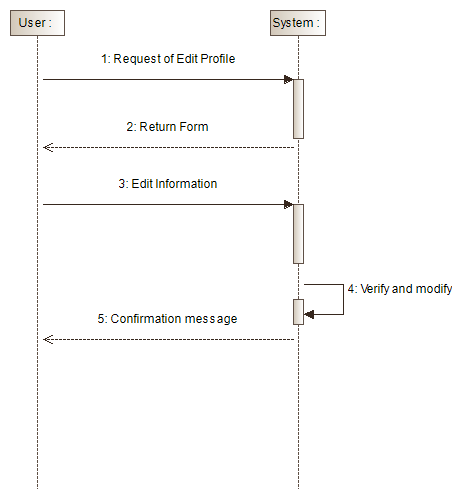 User :
System :
1: Request of Edit Profile
2: Return Form
3: Edit Information
4: Verify and modify
5: Confirmation message